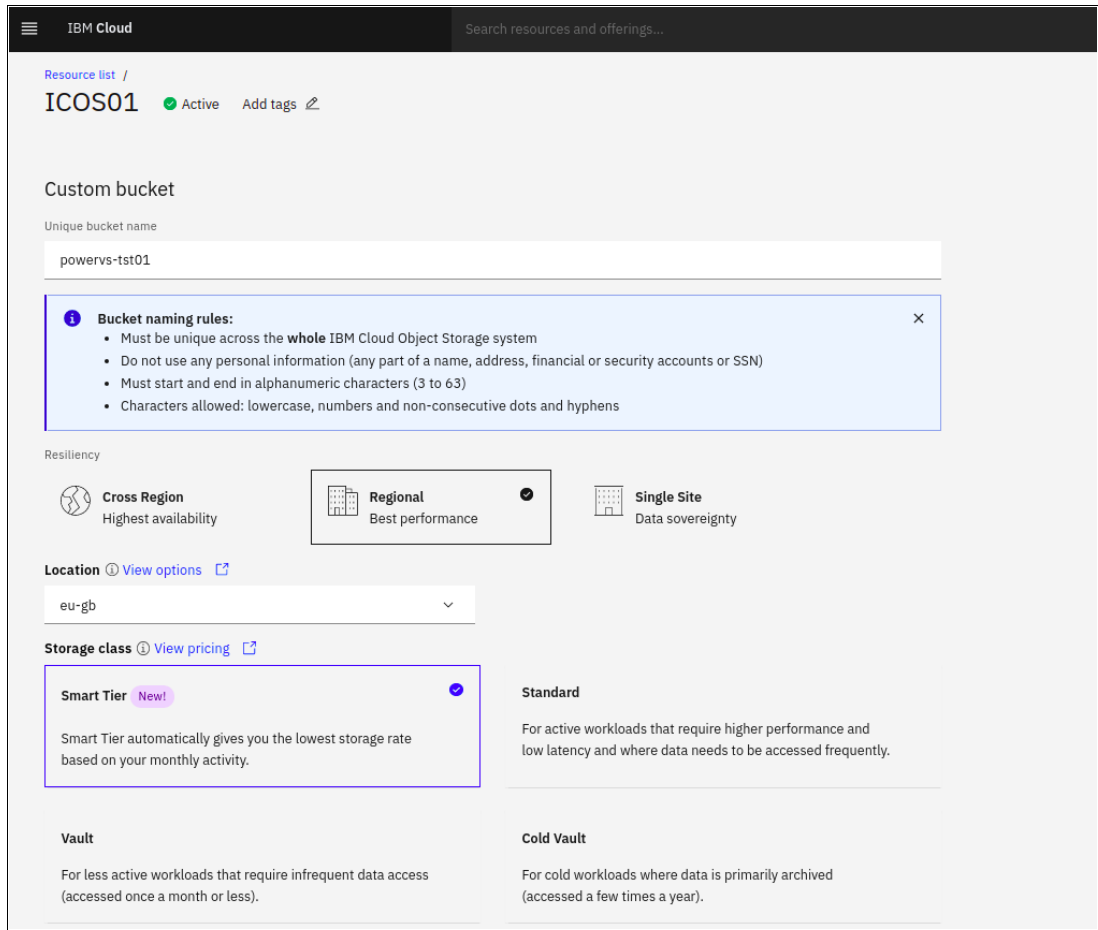 IBM Cloud
Search resources and offerings...
Resource list /
ICOS01
Active
Add tags
Custom bucket
Unique bucket name
powervs-tst01
Bucket naming rules:
• Must be unique across the whole IBM Cloud Object Storage system
• Do not use any personal information (any part of a name, address, financial or security accounts or SSN)
• Must start and end in alphanumeric characters (3 to 63)
• Characters allowed: lowercase, numbers and non-consecutive dots and hyphens
Resiliency
Cross Region
Highest availability
Regional
Best performance
Single Site
Data sovereignty
Location View options
eu-gb
Storage class View pricing
Smart Tier New!
Smart Tier automatically gives you the lowest storage rate
based on your monthly activity.
Standard
For active workloads that require higher performance and
low latency and where data needs to be accessed frequently.
Vault
For less active workloads that require infrequent data access
(accessed once a month or less).
Cold Vault
For cold workloads where data is primarily archived
(accessed a few times a year).